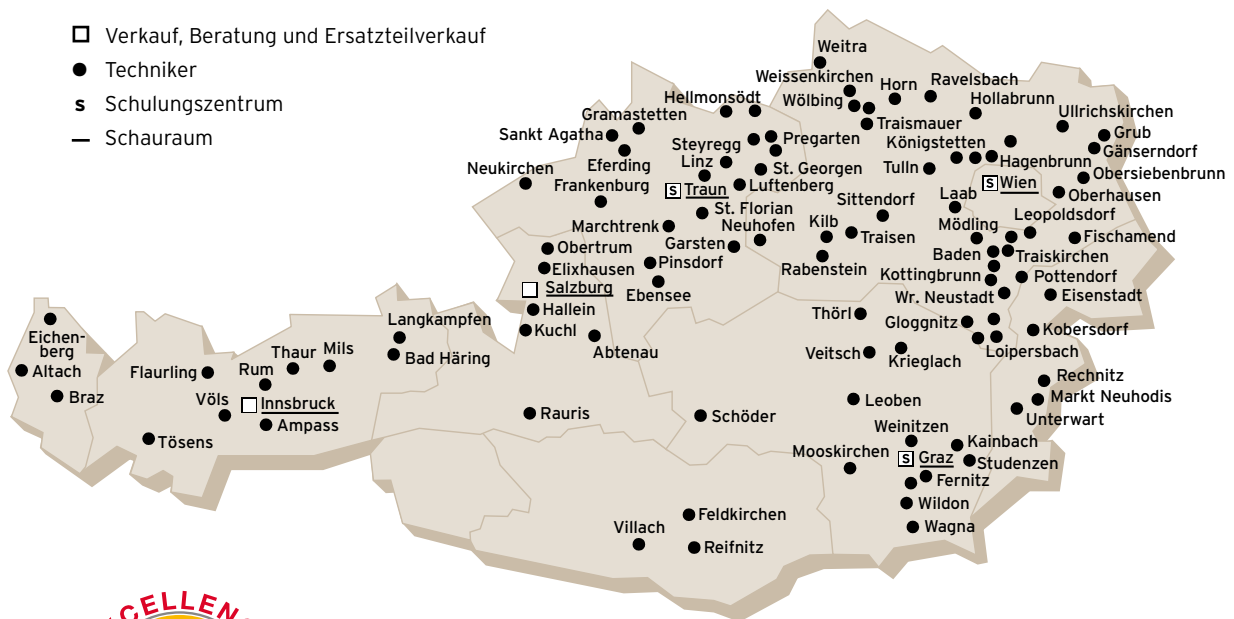 Verkauf, Beratung und Ersatzteilverkauf
Techniker
s Schulungszentrum
Schauraum
Weitra
Weissenkirchen
Horn
Ravelsbach
Wölbing
Hollabrunn
Hellmonsödt
Ullrichskirchen
Gramastetten
Traismauer
Sankt Agatha
Pregarten
Grub
Steyregg
Königstetten
Gänserndorf
Linz
Hagenbrunn
Eferding
St. Georgen
Tulln
Neukirchen
Obersiebenbrunn
Frankenburg
s Traun
Luftenberg
s Wien
Laab
Oberhausen
Sittendorf
St. Florian
Leopoldsdorf
Marchtrenk
Neuhofen
Kilb
Mödling
Traisen
Fischamend
Obertrum
Garsten
Baden
Traiskirchen
Pinsdorf
Elixhausen
Rabenstein
Kottingbrunn
Pottendorf
Salzburg
Ebensee
Wr. Neustadt
Eisenstadt
Hallein
Thörl
Langkampfen
Gloggnitz
Kuchl
Kobersdorf
Eichen-
berg
Abtenau
Veitsch
Krieglach
Loipersbach
Thaur
Mils
Bad Häring
Altach
Flaurling
Rum
Rechnitz
Braz
Völs
Innsbruck
Markt Neuhodis
Leoben
Rauris
Schöder
Unterwart
Ampass
Weinitzen
Tösens
Kainbach
Mooskirchen
s Graz
Studenzen
Fernitz
Wildon
Feldkirchen
Villach
Wagna
Reifnitz